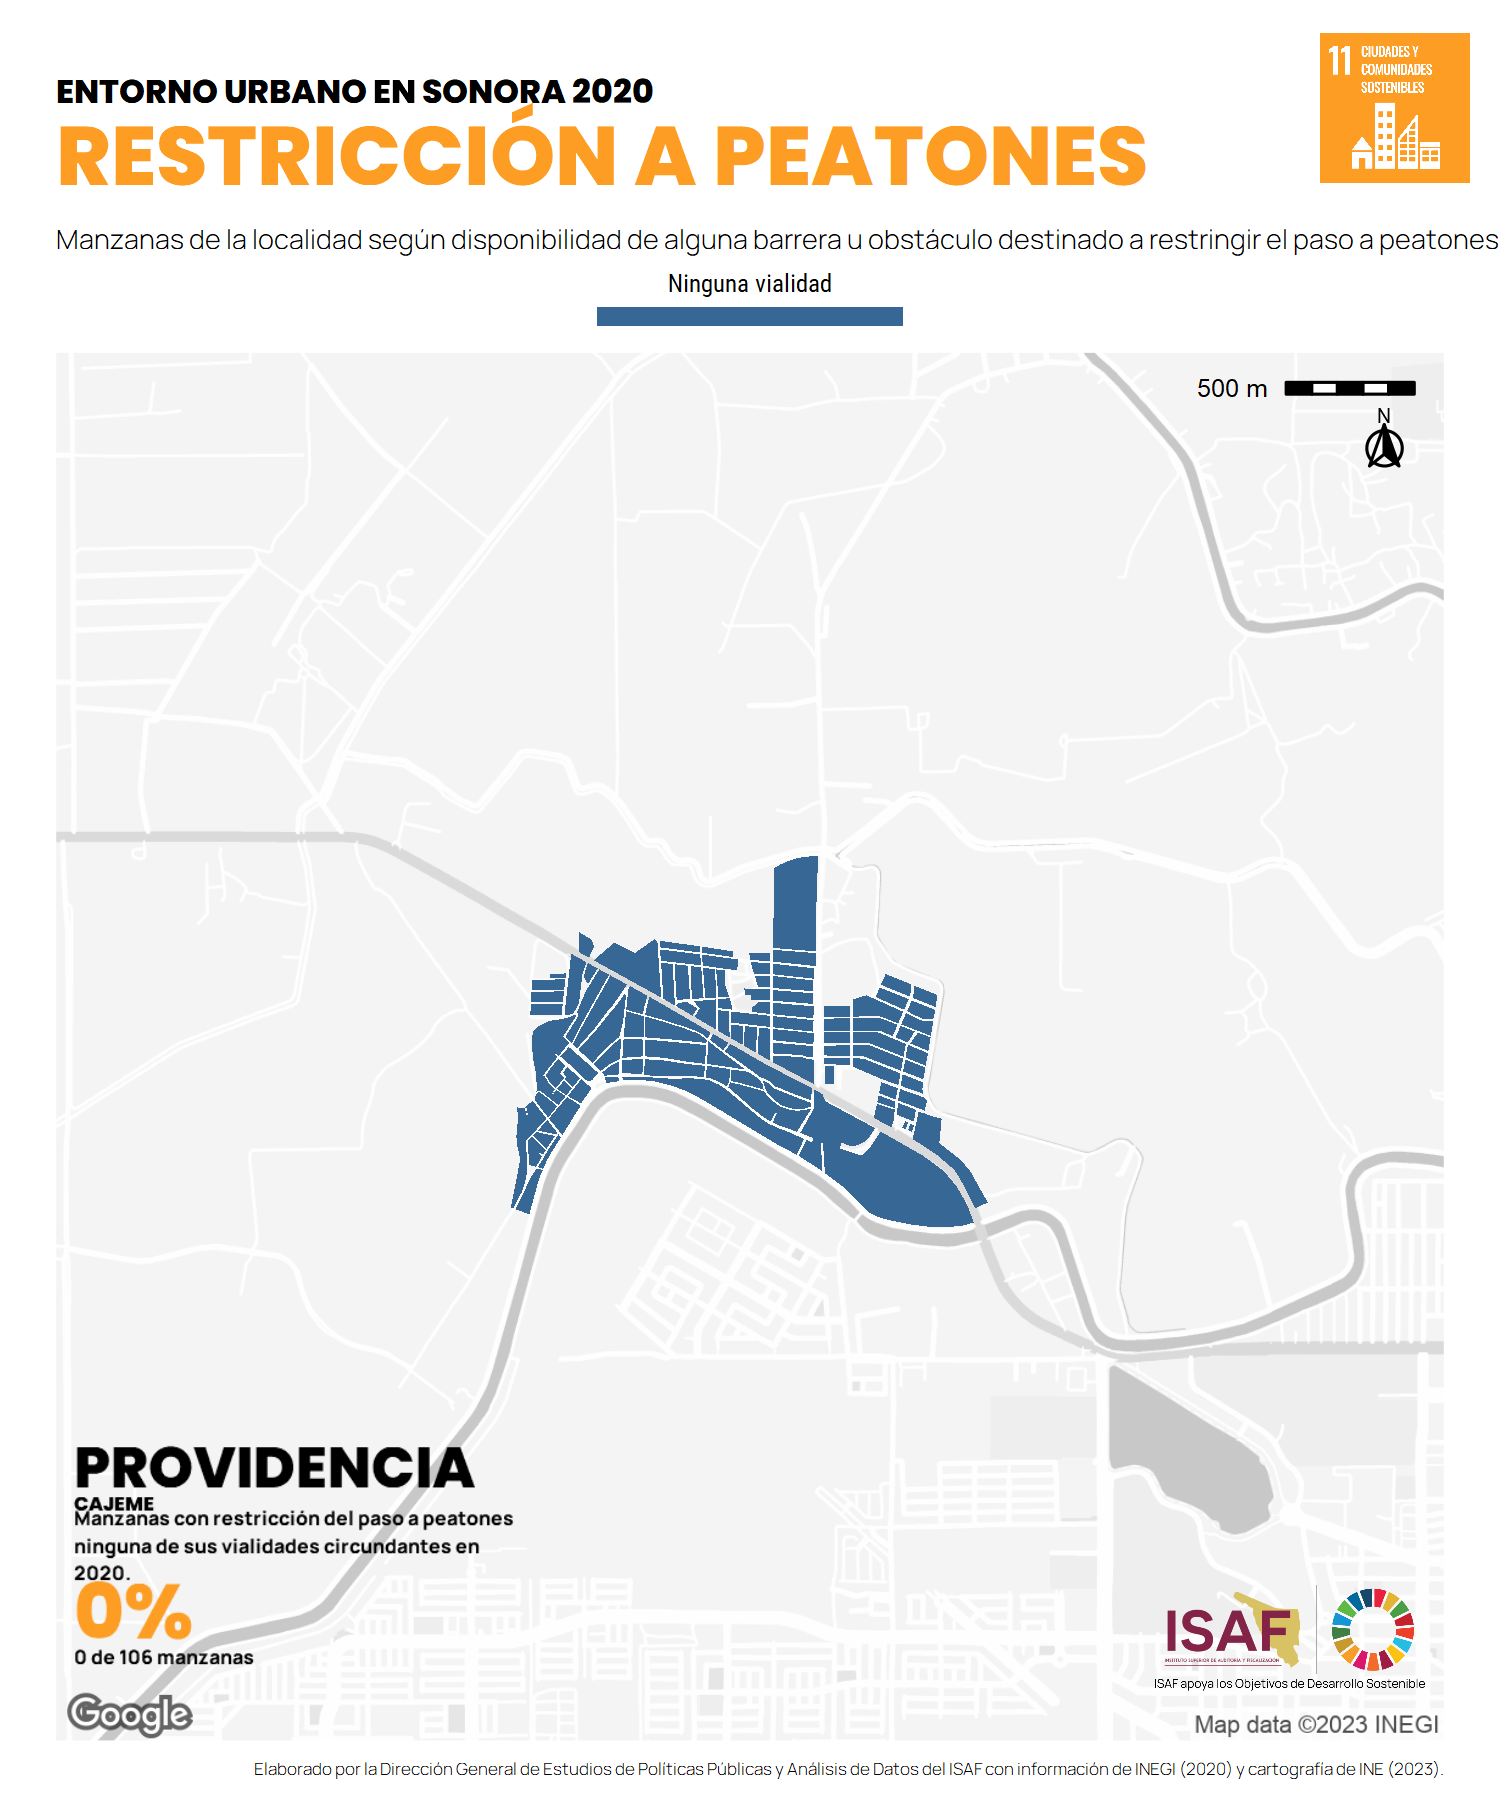 ENTORNO URBANO EN SONORA 2020
RESTRICCIÓN A PEATONES
11 CIUDADES Y
COMUNIDADES
SOSTENIBLES
Manzanas de la localidad según disponibilidad de alguna barrera u obstáculo destinado a restringir el paso a peatones
Ninguna vialidad
500 m
N
PROVIDENCIA
CAJEME
Manzanas con restricción del paso a peatones
ninguna de sus vialidades circundantes en
2020.
0%
0 de 106 manzanas
ISAF
INSTITUTO SUPERIOR DE AUDITORÍA Y FISCALIZACIÓN
ISAF apoya los Objetivos de Desarrollo Sostenible
Google
Map data ©2023 INEGI
Elaborado por la Dirección General de Estudios de Políticas Públicas y Análisis de Datos del ISAF con información de INEGI (2020) y cartografía de INE (2023).